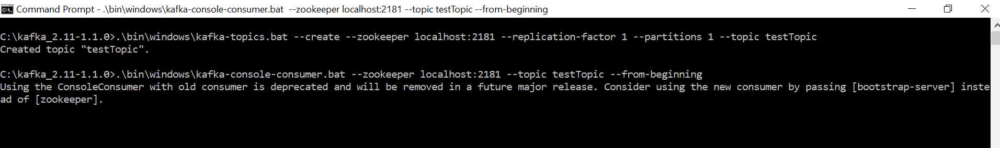 Command Prompt - .\bin\windows\kafka-console-consumer.bat  --zookeeper localhost:2181 --topic testTopic --from-beginning
C:\kafka_2.11-1.1.0>.\bin\windows\kafka-topics.bat --create --zookeeper localhost:2181 --replication-factor 1 --partitions 1 --topic testTopic
Created topic "testTopic".
C:\kafka_2.11-1.1.0>.\bin\windows\kafka-console-consumer.bat --zookeeper localhost:2181 --topic testTopic --from-beginning
Using the ConsoleConsumer with old consumer is deprecated and will be removed in a future major release. Consider using the new consumer by passing [bootstrap-server] inste
ad of [zookeeper].